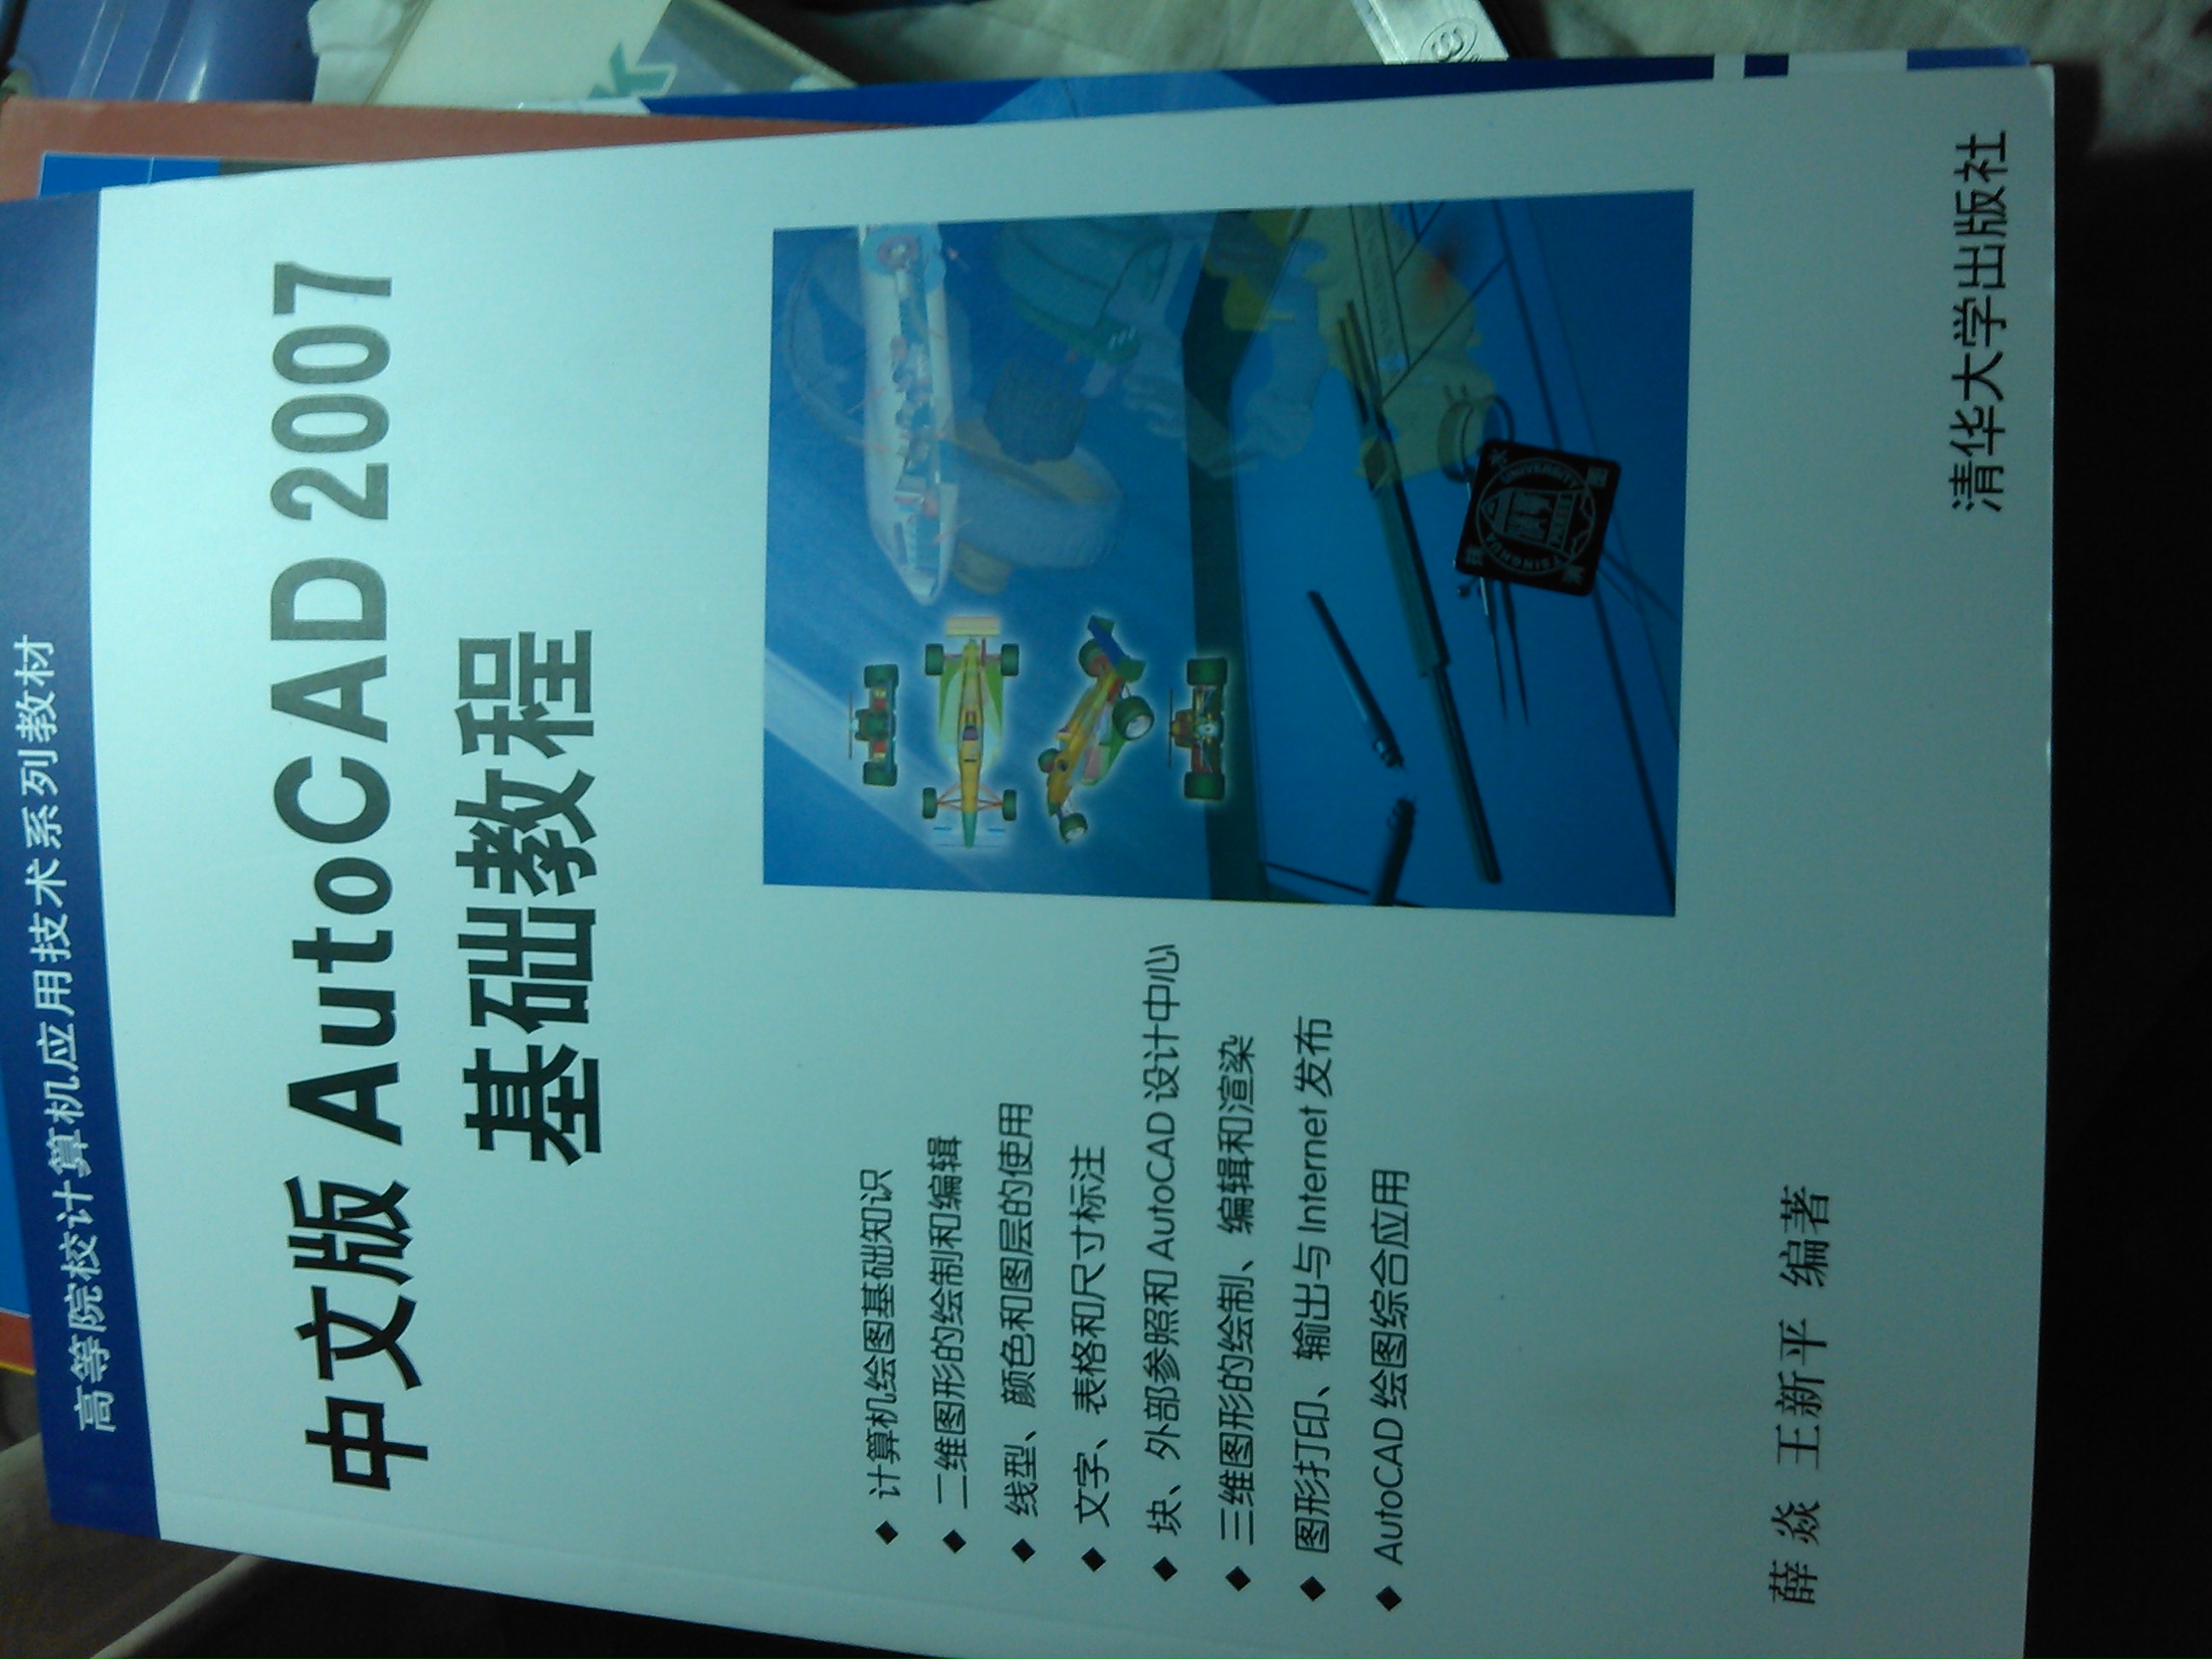 高等院校计算机应用技术系列教材
中文版 AutoCAD 2007
基础教程
◆ 计算机绘图基础知识
◆ 二维图形的绘制和编辑
◆ 线型、颜色和图层的使用
◆ 文字、表格和尺寸标注
◆ 块、外部参照和 AutoCAD 设计中心
◆ 三维图形的绘制、编辑和渲染
◆ 图形打印、输出与 Internet 发布
◆ AutoCAD 绘图综合应用
TSINGHUA UNIVERSITY PRESS
薛 焱 王新平 编著
清华大学出版社